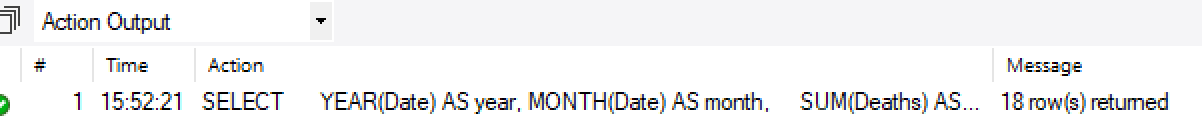 Action Output
# Time Action Message
1 15:52:21 SELECT YEAR(Date) AS year, MONTH(Date) AS month, SUM(Deaths) AS... 18 row(s) returned